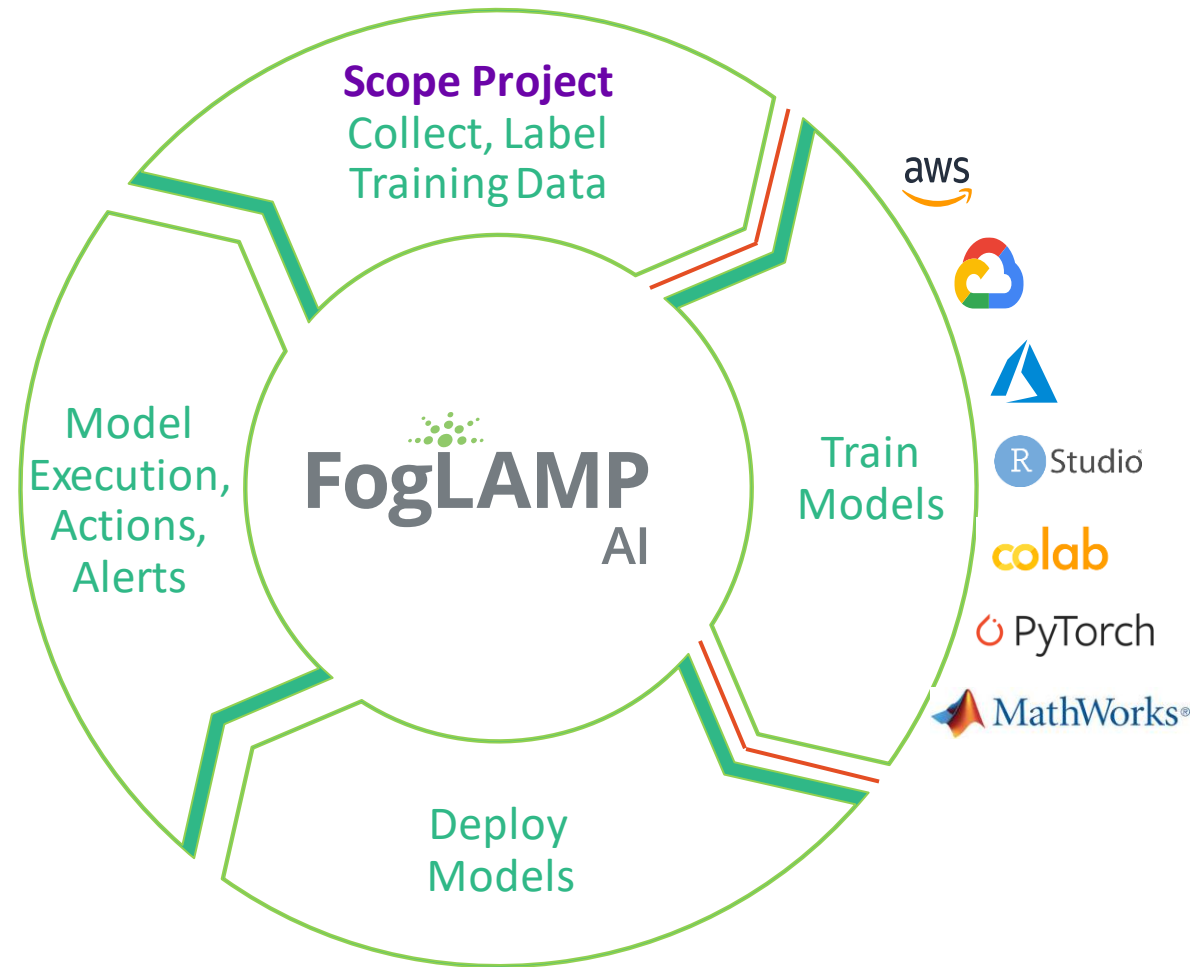 Scope Project
Collect, Label
Training Data
aws
R Studio
colab
PyTorch
MathWorks®
Train
Models
Deploy
Models
Model
Execution,
Actions,
Alerts
FogLAMP
AI